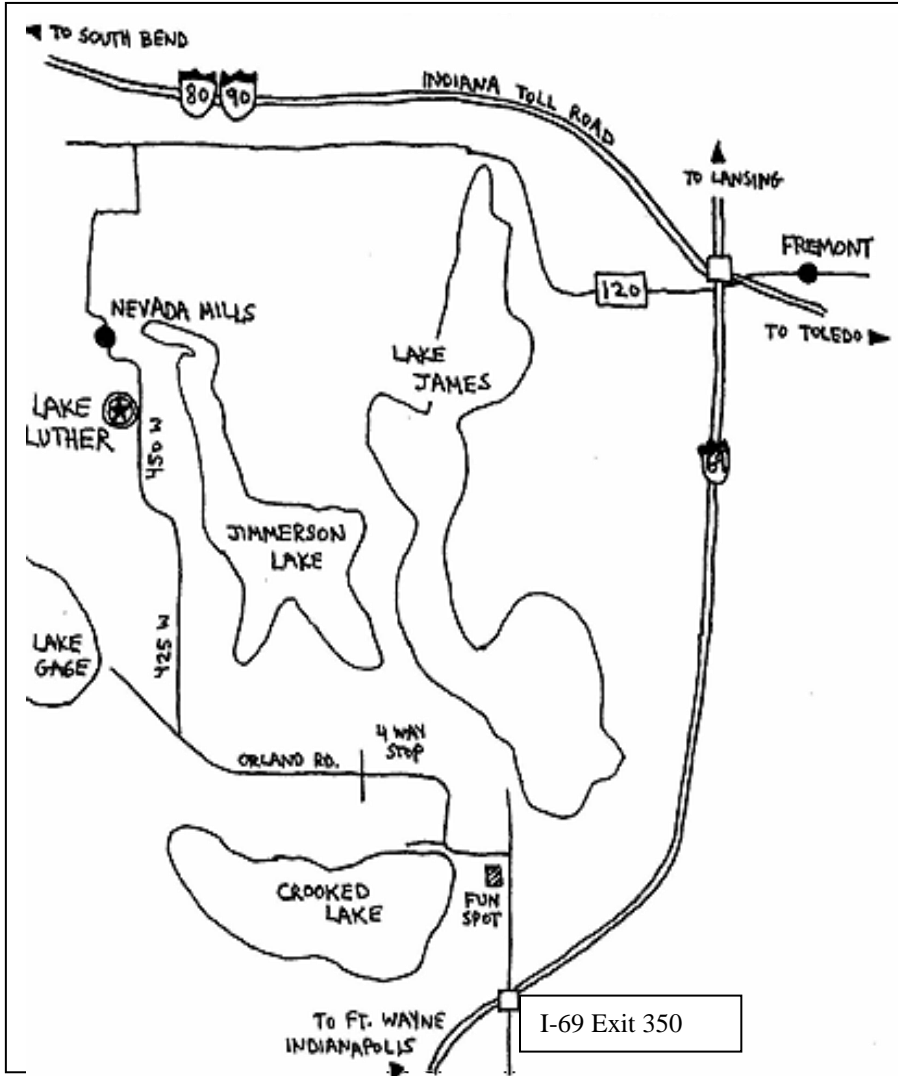 TO SOUTH BEND
80 90
INDIANA TOLL ROAD
TO LANSING
FREMONT
120
TO TOLEDO
NEVADA MILLS
LAKE
JAMES
LAKE
LUTHER
450 W
69
JIMMERSON
LAKE
LAKE
GAGE
425 W
4 WAY
STOP
ORLAND RD.
CROOKED
LAKE
FUN
SPOT
TO FT. WAYNE
INDIANAPOLIS
I-69 Exit 350